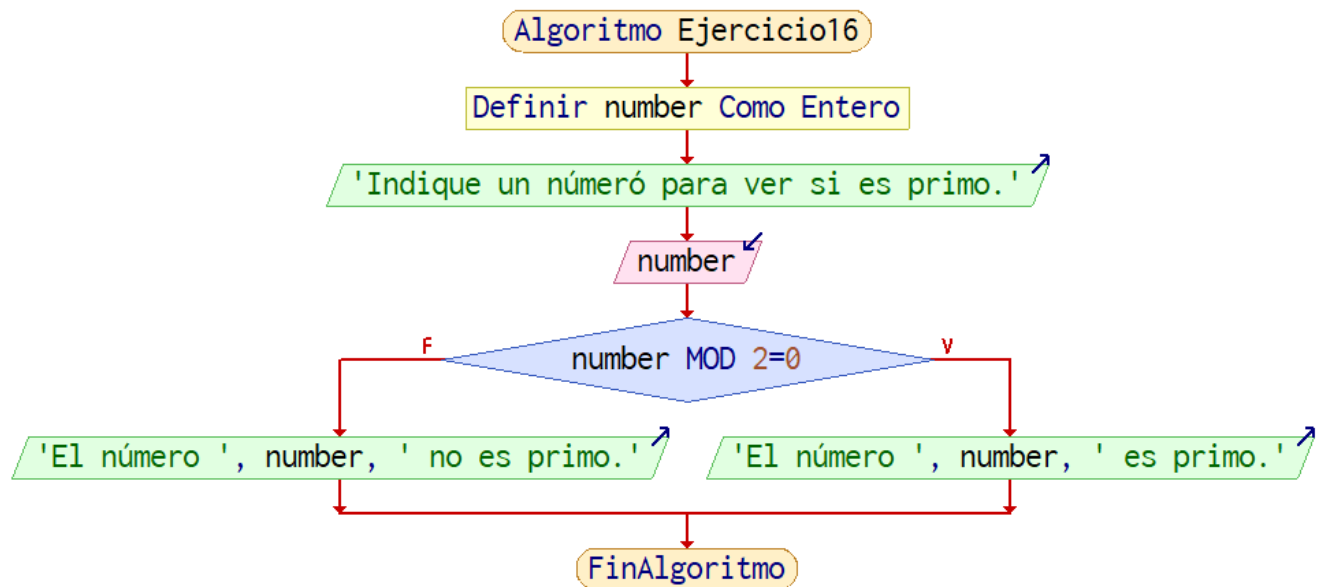 Algoritmo Ejercicio16
Definir number Como Entero
'Indique un númeró para ver si es primo.'
number
F
number MOD 2=0
V
'El número ', number, ' no es primo.'
'El número ', number, ' es primo.'
FinAlgoritmo